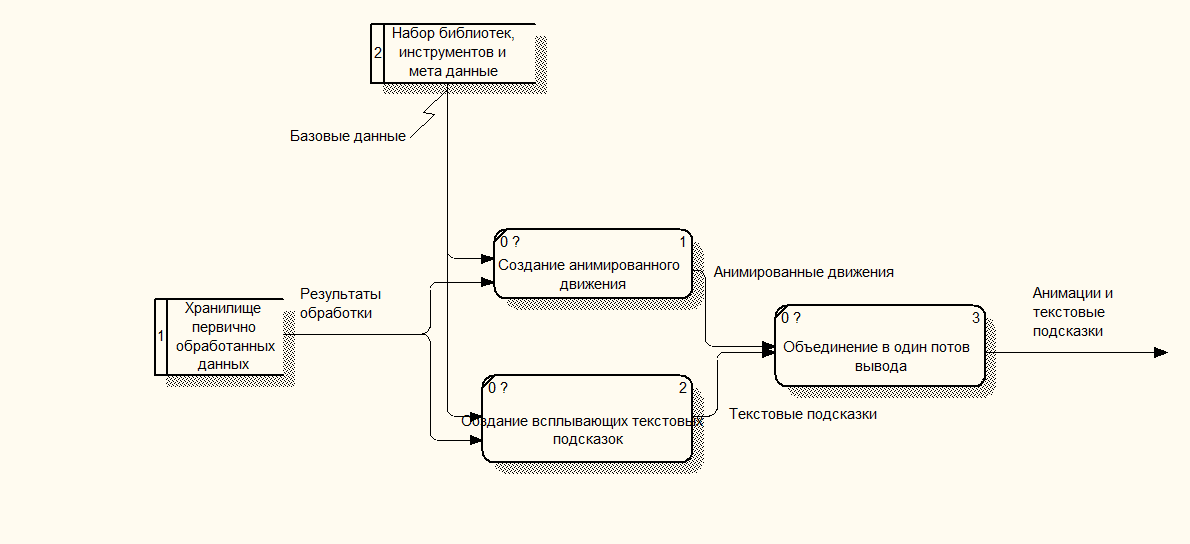 2
Набор библиотек,
инструментов и
мета данные
Базовые данные
0 ?
1
Создание анимированного
движения
Анимированные движения
Результаты
обработки
1
Хранилище
первично
обработанных
данных
Анимации и
текстовые
подсказки
0 ?
3
Объединение в один потов
вывода
0 ?
2
Создание всплывающих текстовых
подсказок
Текстовые подсказки